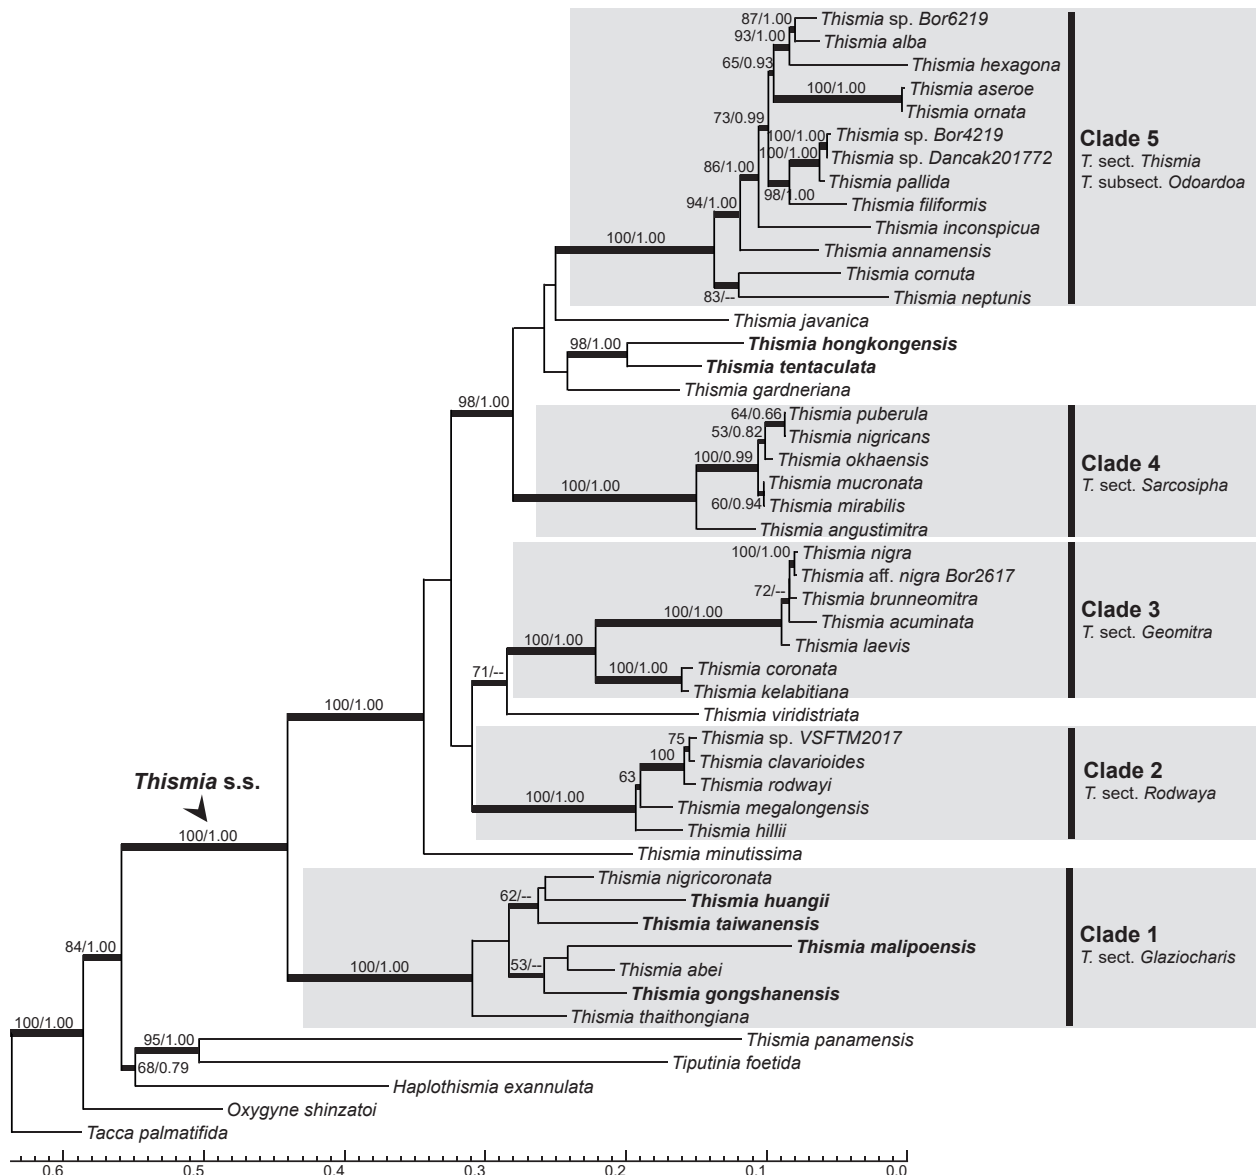 87/1.00
Thismia sp. Bor6219
93/1.00
Thismia alba
65/0.93
Thismia hexagona
100/1.00
Thismia aseroe
Thismia ornata
73/0.99
100/1.00
Thismia sp. Bor4219
100/1.00
Thismia sp. Dancak201772
86/1.00
Thismia pallida
98/1.00
Thismia filiformis
94/1.00
Thismia inconspicua
100/1.00
Thismia annamensis
Thismia cornuta
83/--
Thismia neptunis
Clade 5
T. sect. Thismia
T. subsect. Odoardoa
Thismia javanica
98/1.00
Thismia hongkongensis
Thismia tentaculata
Thismia gardneriana
98/1.00
64/0.66
Thismia puberula
53/0.82
Thismia nigricans
100/0.99
Thismia okhaensis
100/1.00
Thismia mucronata
60/0.94
Thismia mirabilis
Thismia angustimitra
Clade 4
T. sect. Sarcosipha
100/1.00
Thismia nigra
Thismia aff. nigra Bor2617
72/--
Thismia brunneomitra
100/1.00
Thismia acuminata
100/1.00
Thismia laevis
100/1.00
Thismia coronata
Thismia kelabitiana
Clade 3
T. sect. Geomitra
71/--
Thismia viridistriata
100/1.00
75
Thismia sp. VSFTM2017
100
Thismia clavarioides
63
Thismia rodwayi
100/1.00
Thismia megalongensis
Thismia hillii
Clade 2
T. sect. Rodwaya
Thismia s.s.
100/1.00
Thismia minutissima
Thismia nigricoronata
62/--
Thismia huangii
Thismia taiwanensis
84/1.00
100/1.00
53/--
Thismia malipoensis
Thismia abei
Thismia gongshanensis
Thismia thaithongiana
Clade 1
T. sect. Glaziocharis
100/1.00
95/1.00
Thismia panamensis
68/0.79
Tiputinia foetida
Haplothismia exannulata
Oxygyne shinzatoi
Tacca palmatifida
0.6 0.5 0.4 0.3 0.2 0.1 0.0